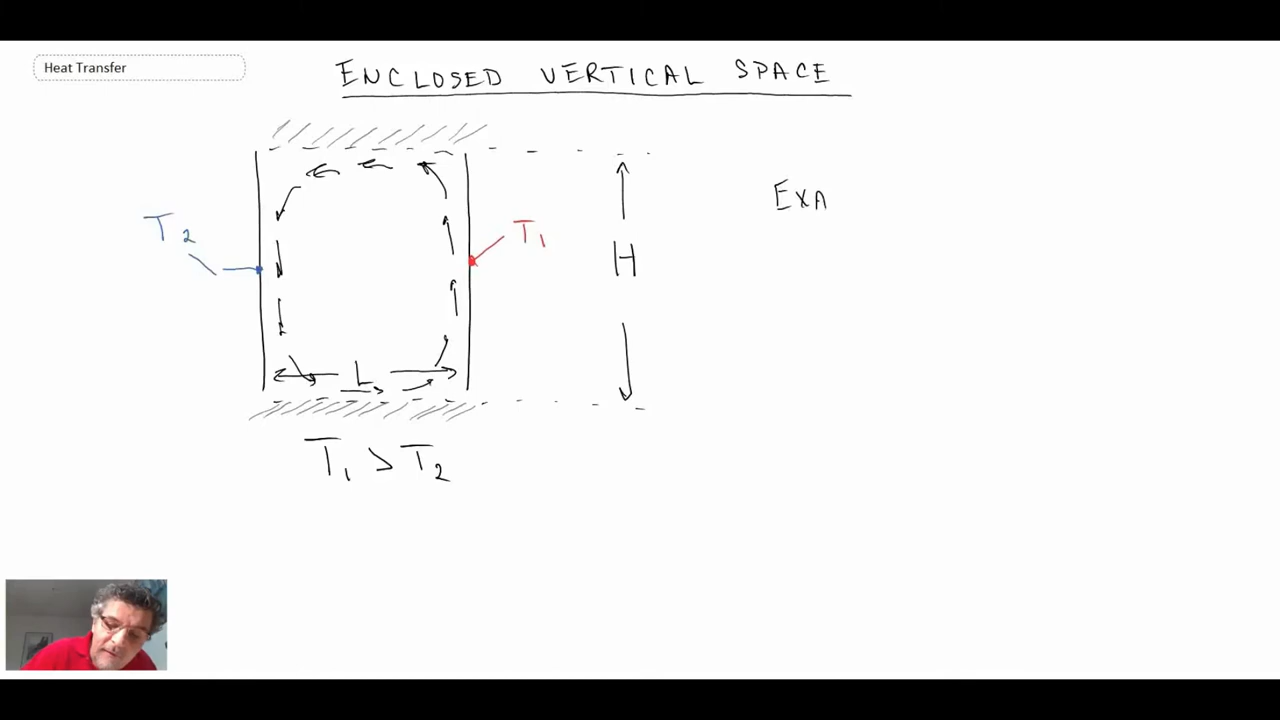 Heat Transfer
ENCLOSED VERTICAL SPACE
EXA
T2
T1
H
L
T1 > T2